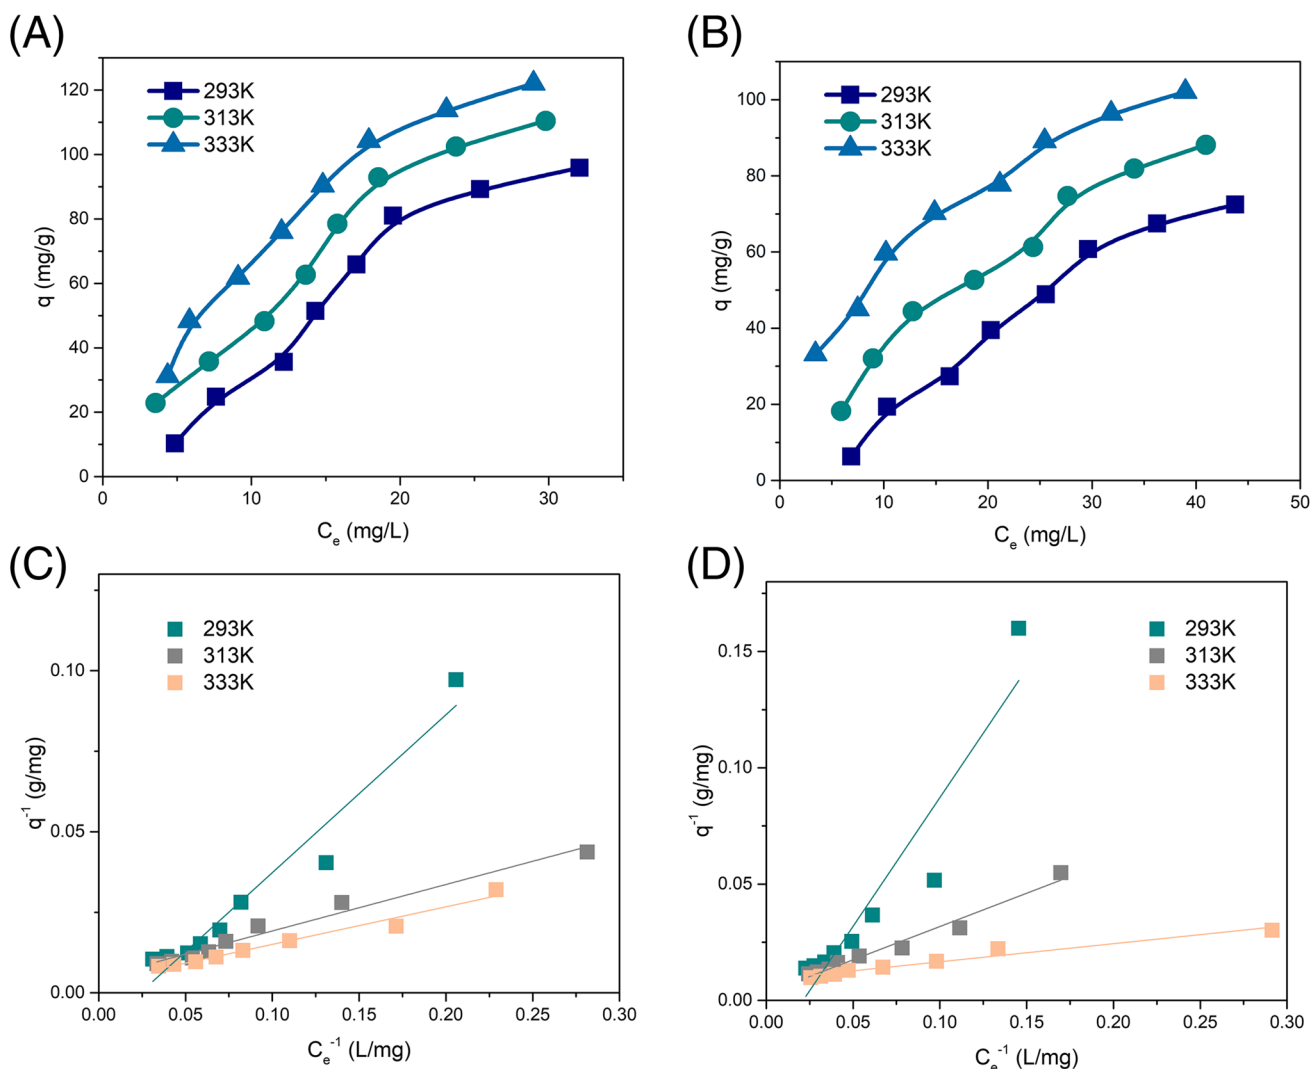 (A)
293K
313K
333K
q (mg/g)
120
100
80
60
40
20
0
0 10 20 30
Ce (mg/L)
(B)
293K
313K
333K
q (mg/g)
100
80
60
40
20
0
0 10 20 30 40 50
Ce (mg/L)
(C)
293K
313K
333K
q-1 (g/mg)
0.10
0.05
0.00
0.00 0.05 0.10 0.15 0.20 0.25 0.30
Ce-1 (L/mg)
(D)
293K
313K
333K
q-1 (g/mg)
0.15
0.10
0.05
0.00
0.00 0.05 0.10 0.15 0.20 0.25 0.30
Ce-1 (L/mg)